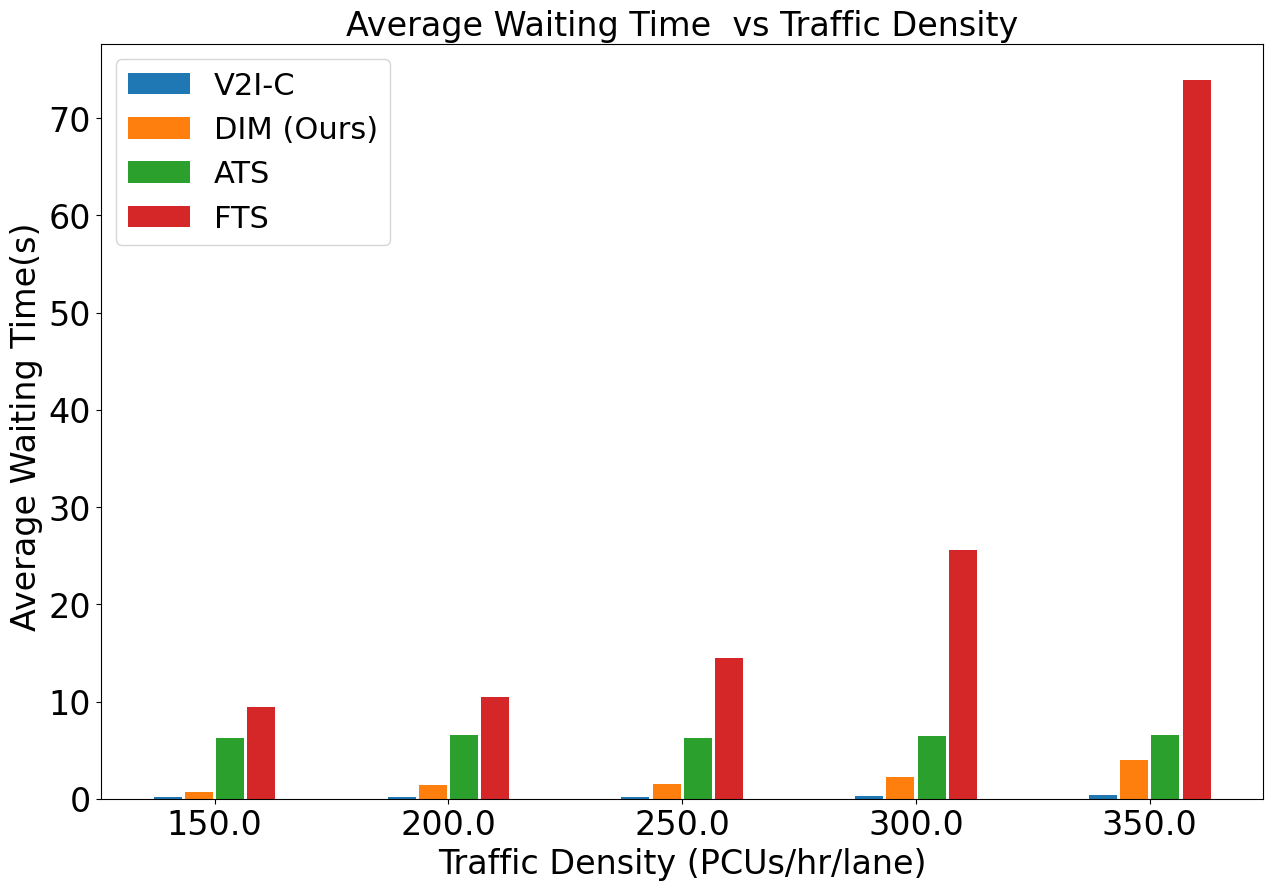 Average Waiting Time  vs Traffic Density
V2I-C
DIM (Ours)
ATS
FTS
Average Waiting Time(s)
70
60
50
40
30
20
10
0
150.0
200.0
250.0
300.0
350.0
Traffic Density (PCUs/hr/lane)